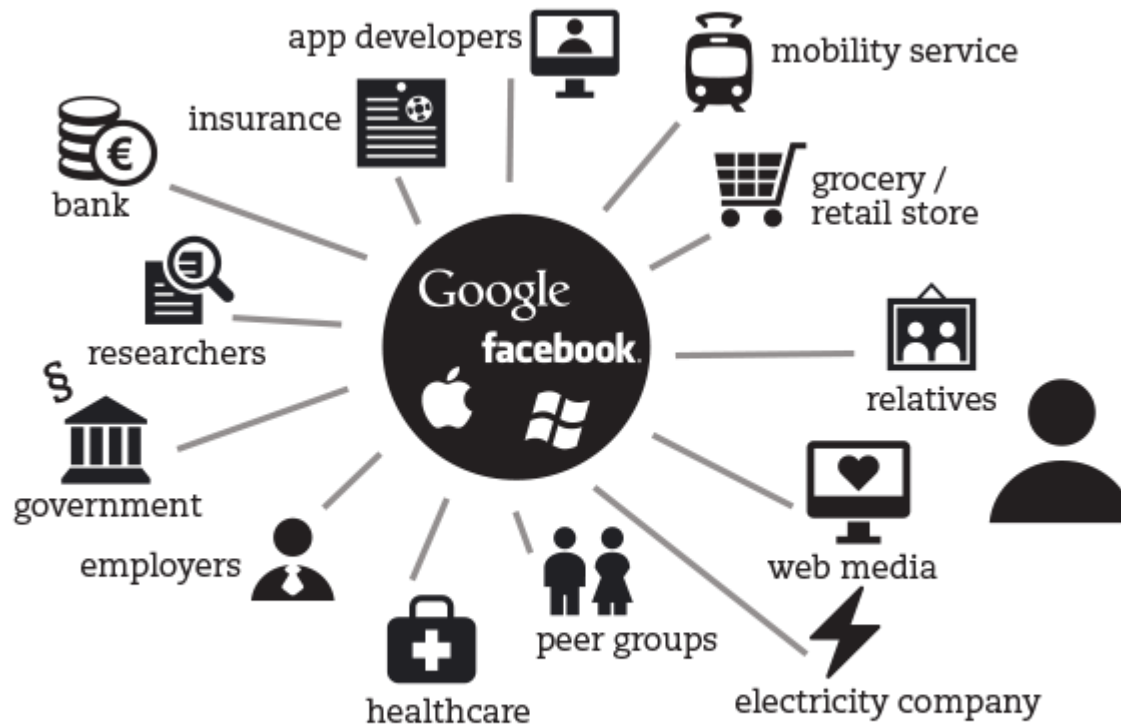 app developers
mobility service
insurance
€
bank
grocery /
retail store
Google
facebook.
researchers
relatives
§
government
employers
web media
peer groups
healthcare
electricity company